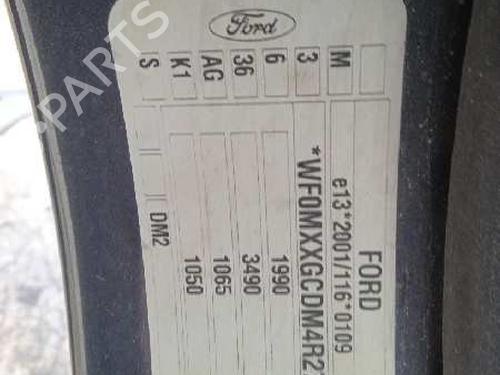 Ford
FORD
e13*2001/116*0109
*WF0MXXGCDM4R2
1990
3490
1065
1050
DM2
M
3
6
36
AG
K1
S
B-PARTS